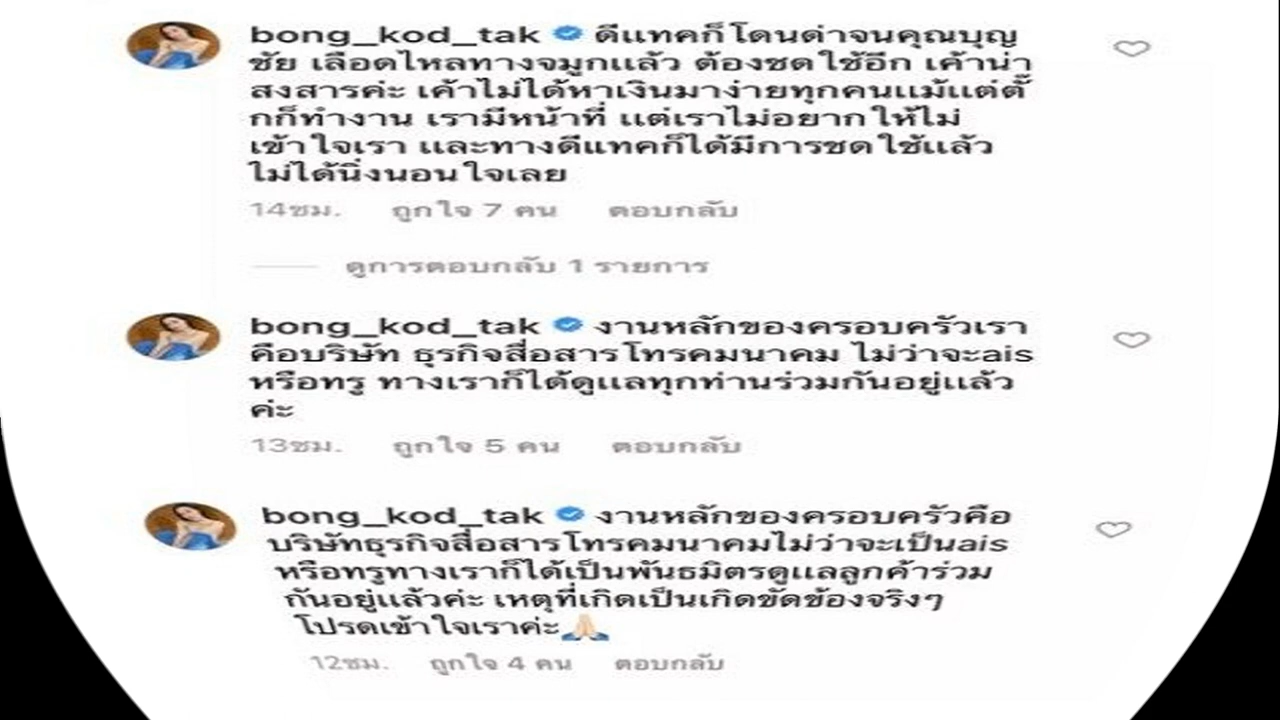 bong_kod_tak ดีแทคก็โดนด่าจนคุณบุญ
ชัย เลือดไหลทางจมูกแล้ว ต้องชดใช้อีก เค้าน่า
สงสารค่ะ เค้าไม่ได้หาเงินมาง่ายทุกคนแม้แต่ตั๊
กก็ทำงาน เรามีหน้าที่ แต่เราไม่อยากให้ไม่
เข้าใจเรา และทางดีแทคก็ได้มีการชดใช้แล้ว
ไม่ได้นิ่งนอนใจเลย
14ชม. ถูกใจ 7 คน ตอบกลับ
ดูการตอบกลับ 1 รายการ
bong_kod_tak งานหลักของครอบครัวเรา
คือบริษัท ธุรกิจสื่อสารโทรคมนาคม ไม่ว่าจะais
หรือทรู ทางเราก็ได้ดูแลทุกท่านร่วมกันอยู่แล้ว
ค่ะ
13ชม. ถูกใจ 5 คน ตอบกลับ
bong_kod_tak งานหลักของครอบครัวคือ
บริษัทธุรกิจสื่อสารโทรคมนาคมไม่ว่าจะเป็นais
หรือทรูทางเราก็ได้เป็นพันธมิตรดูแลลูกค้าร่วม
กันอยู่แล้วค่ะ เหตุที่เกิดเป็นเกิดขัดข้องจริงๆ
โปรดเข้าใจเราค่ะ🙏🏻
12ชม. ถูกใจ 4 คน ตอบกลับ